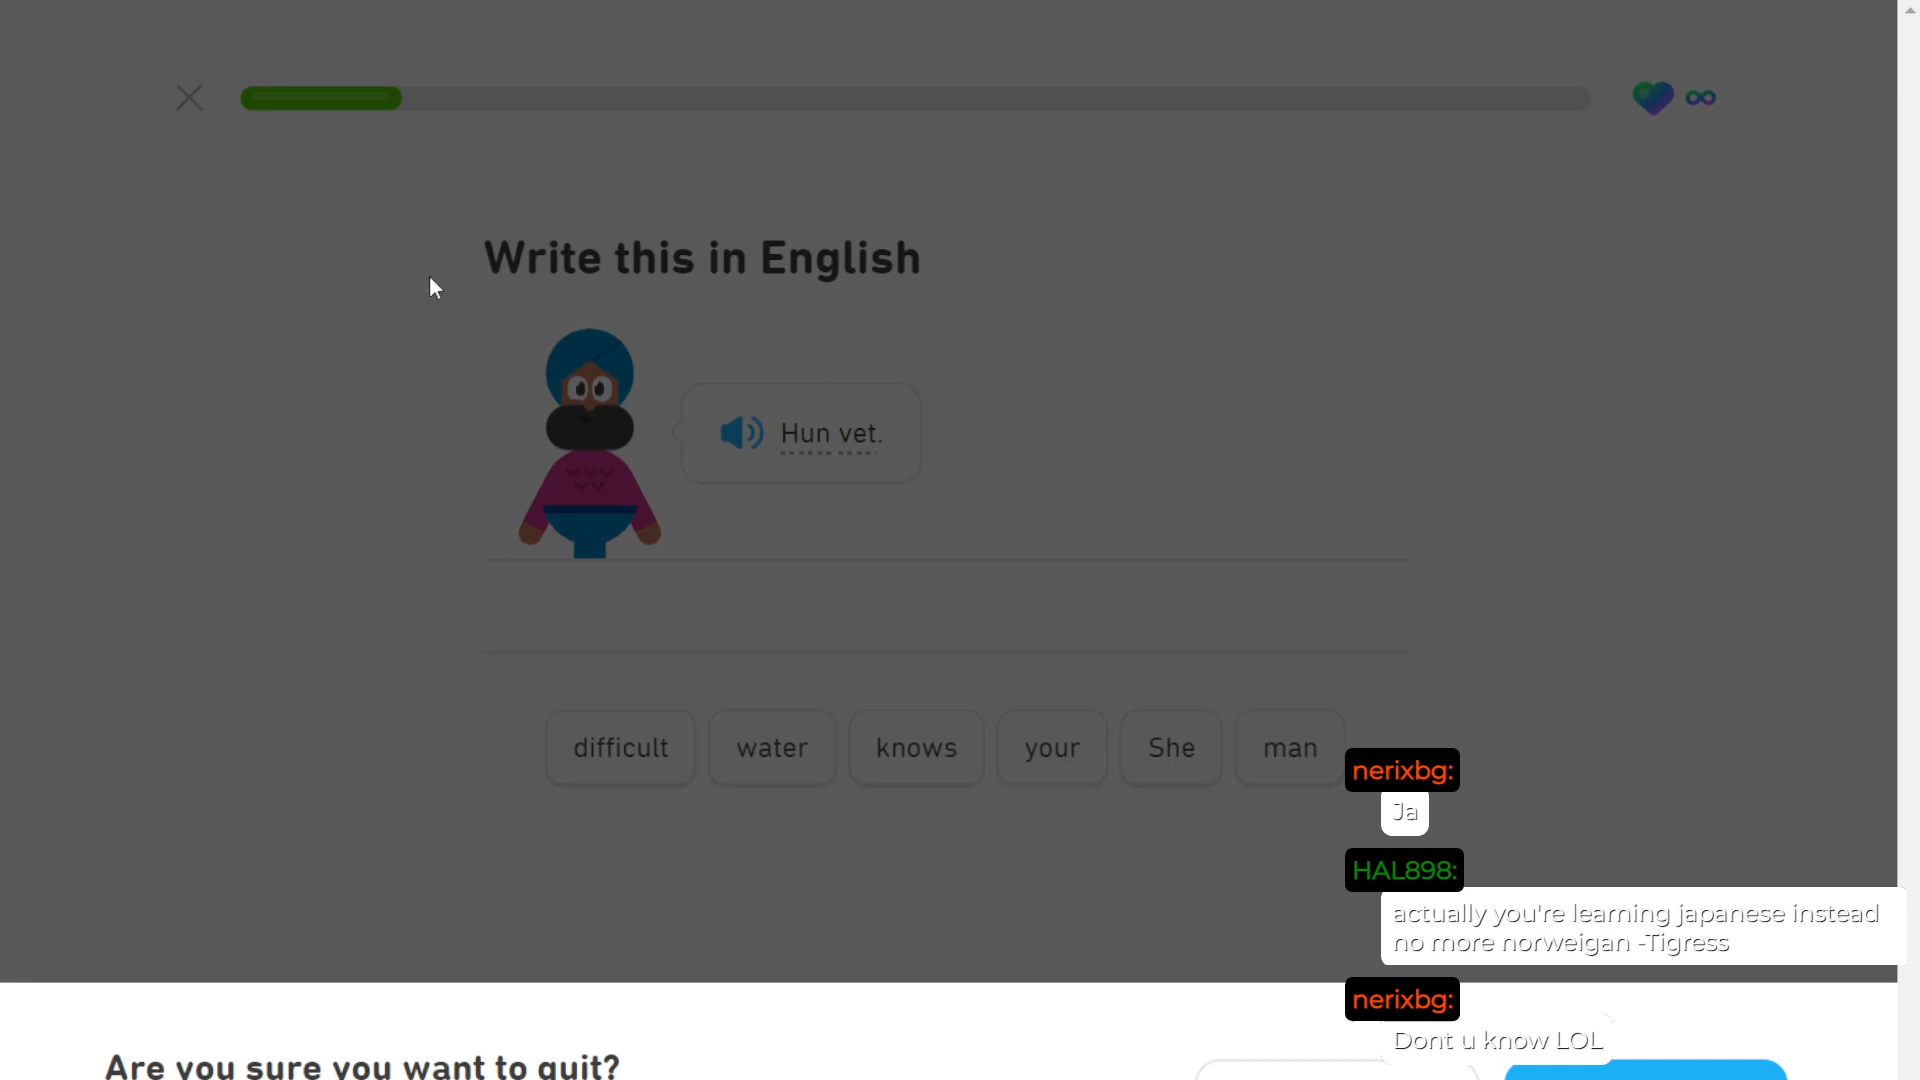 Write this in English
Hun vet.
difficult water knows your She man
nerixbg:
Ja
HAL898:
actually you're learning japanese instead
no more norweigan -Tigress
nerixbg:
Dont u know LOL
Are you sure you want to quit?